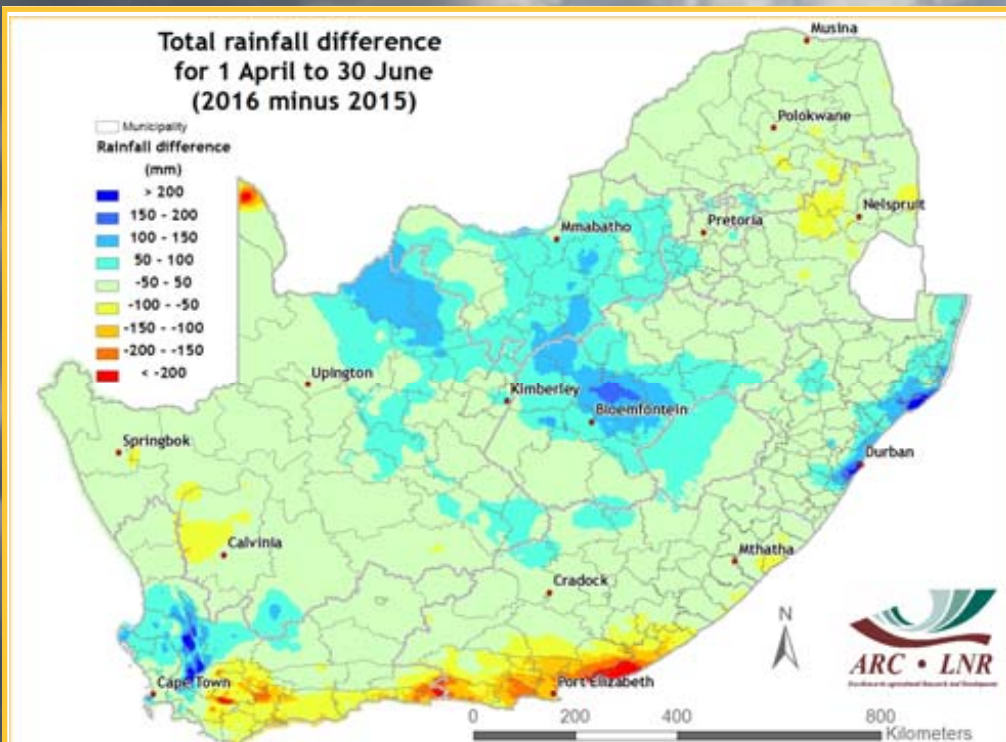 Total rainfall difference
for 1 April to 30 June
(2016 minus 2015)
Municipality
Rainfall difference
(mm)
> 200
150 - 200
100 - 150
50 - 100
-50 - 50
-100 - -50
-150 - -100
-200 - -150
< -200
Musina
Polokwane
Nelspruit
Pretoria
Mmabatho
Upington
Kimberley
Bloemfontein
Springbok
Durban
Calvinia
Mthatha
Cradock
Cape Town
Port Elizabeth
N
ARC • LNR
0 200 400 800
Kilometers